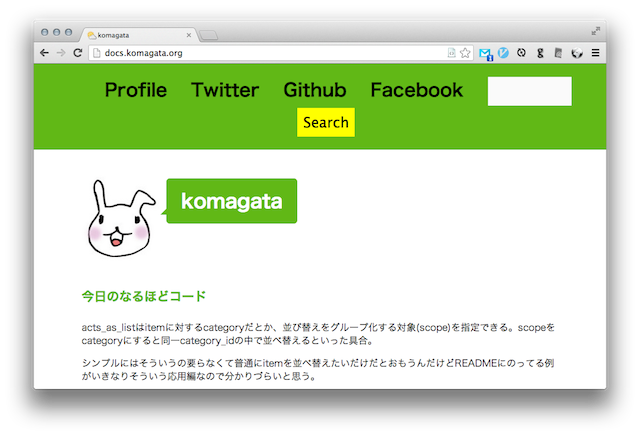 komagata
docs.komagata.org
Profile Twitter Github Facebook
Search
komagata
今日のなるほどコード
acts_as_listはitemに対するcategoryだとか、並び替えをグループ化する対象(scope)を指定できる。scopeを
categoryにすると同一category_idの中で並べ替えるといった具合。
シンプルにはそういうの要らなくて普通にitemを並べ替えたいだけだとおもうんだけどREADMEにのってる例
がいきなりそういう応用編なので分かりづらいと思う。